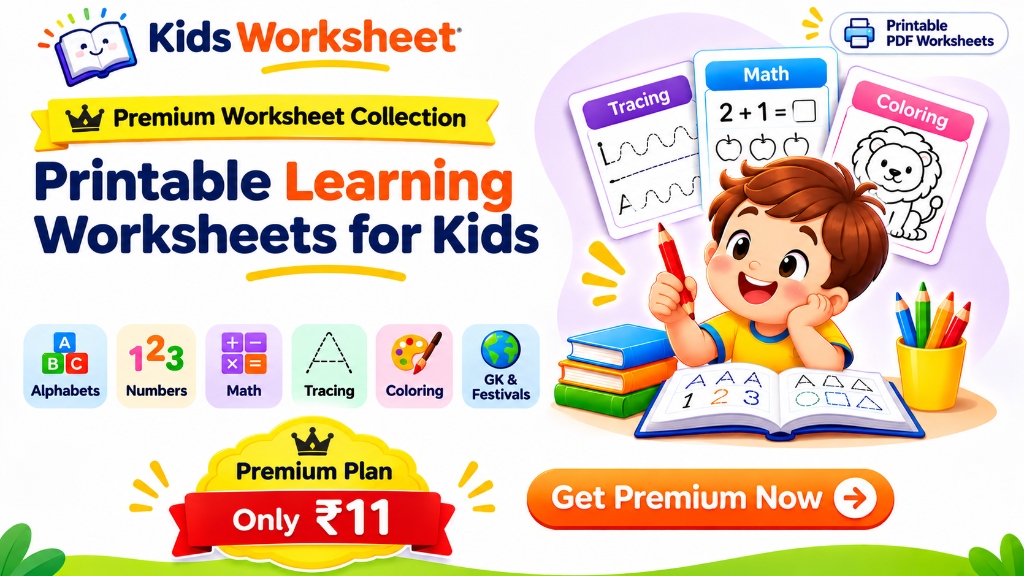 Kids Worksheet
Printable
PDF Worksheets
Premium Worksheet Collection
Printable Learning
Worksheets for Kids
Tracing
A
Math
2 + 1 =
Coloring
A
B C
Alphabets
123
Numbers
+ −
× =
Math
A
Tracing
Coloring
GK &
Festivals
A A A
1 2 3
Premium Plan
Only ₹11
Get Premium Now